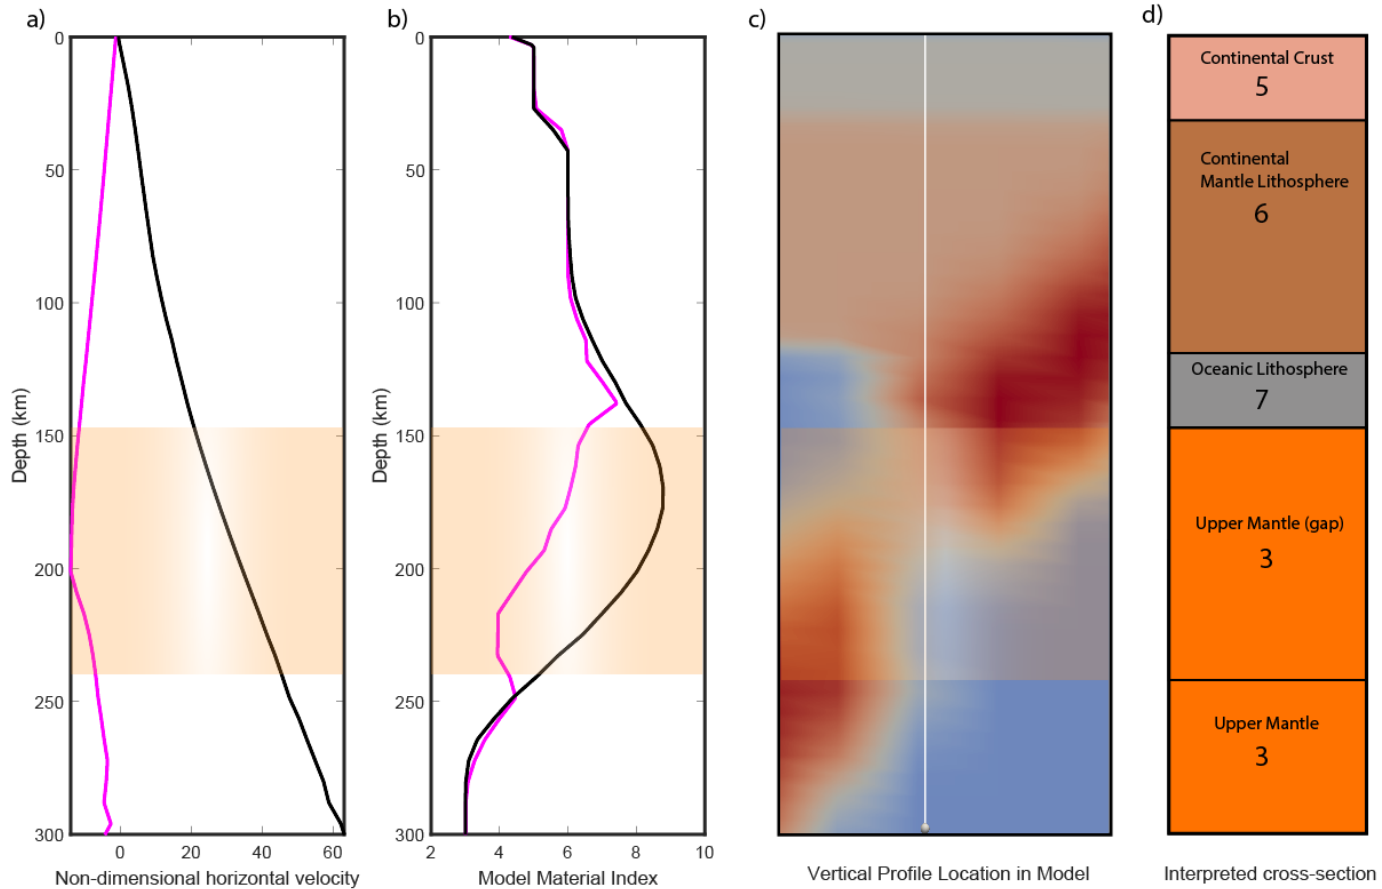 a)
b)
c)
d)
0
50
100
150
200
250
300
Depth (km)
0
20
40
60
Non-dimensional horizontal velocity
0
50
100
150
200
250
300
Depth (km)
2
4
6
8
10
Model Material Index
Vertical Profile Location in Model
Continental Crust
5
Continental
Mantle Lithosphere
6
Oceanic Lithosphere
7
Upper Mantle (gap)
3
Upper Mantle
3
Interpreted cross-section